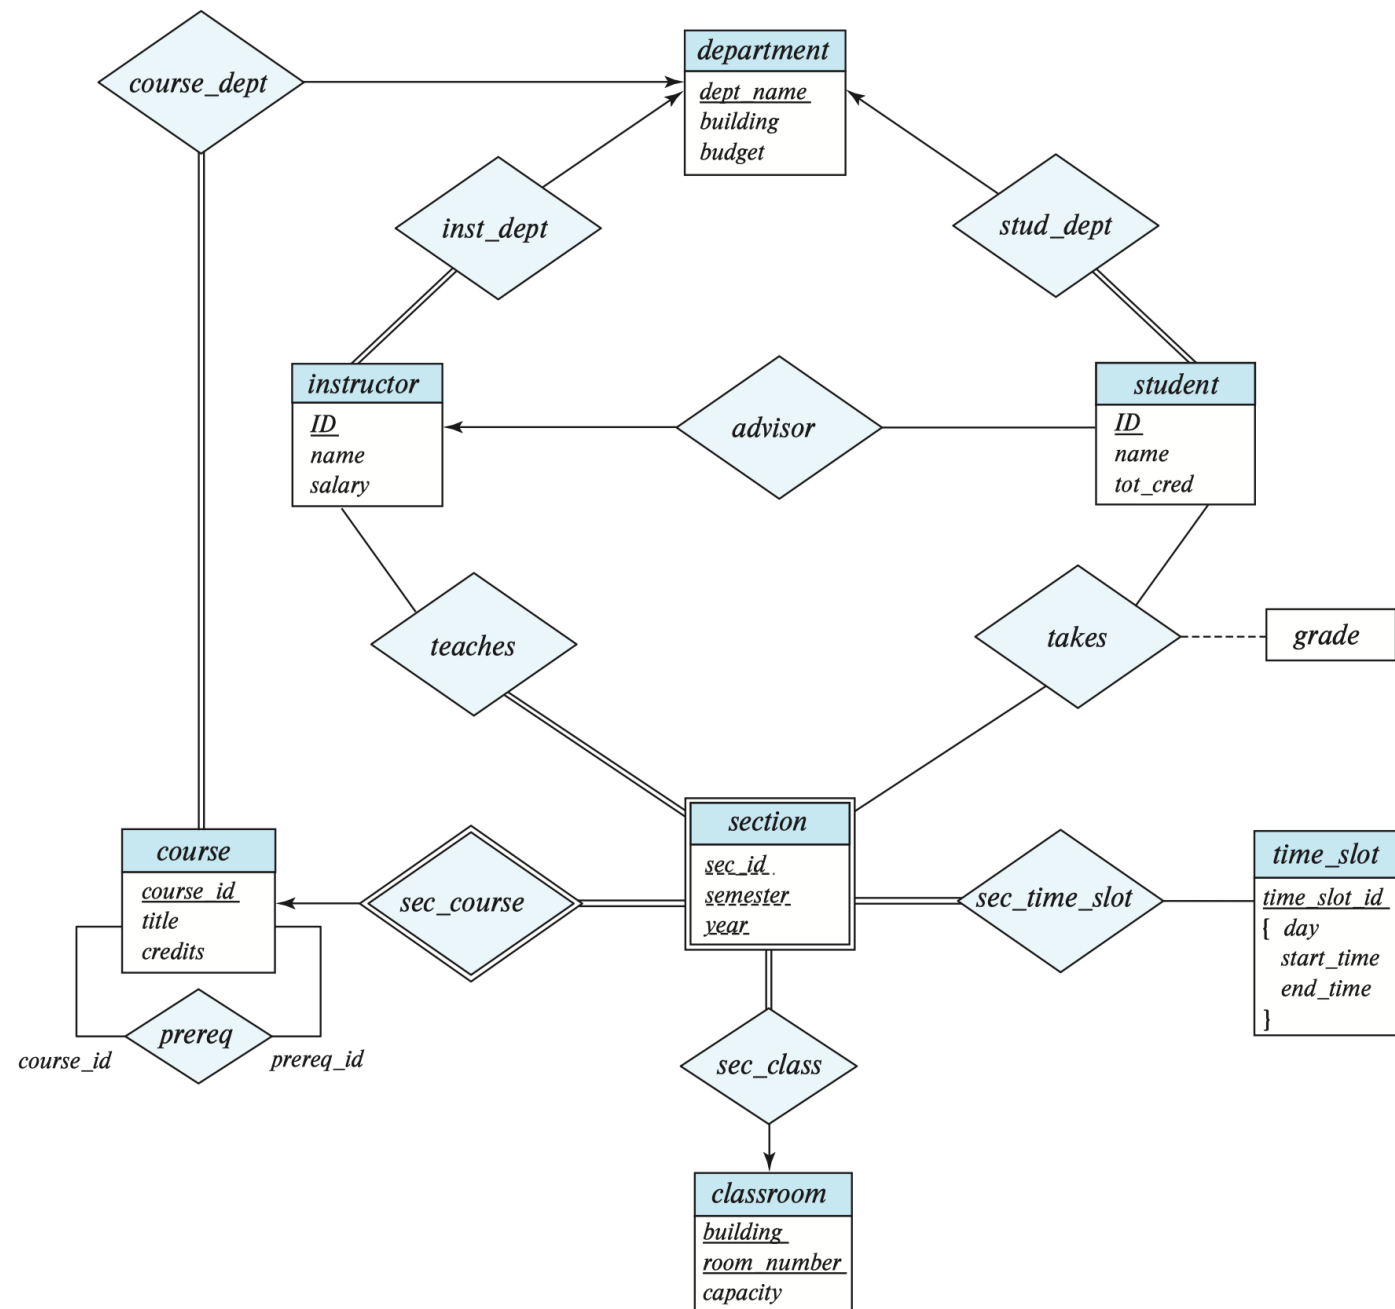 course_dept
department
dept_name
building
budget
inst_dept
stud_dept
instructor
ID
name
salary
advisor
student
ID
name
tot_cred
teaches
takes
grade
course
course_id
title
credits
sec_course
section
sec_id
semester
year
sec_time_slot
time_slot
time_slot_id
{ day
start_time
end_time
}
prereq
course_id
prereq_id
sec_class
classroom
building
room_number
capacity